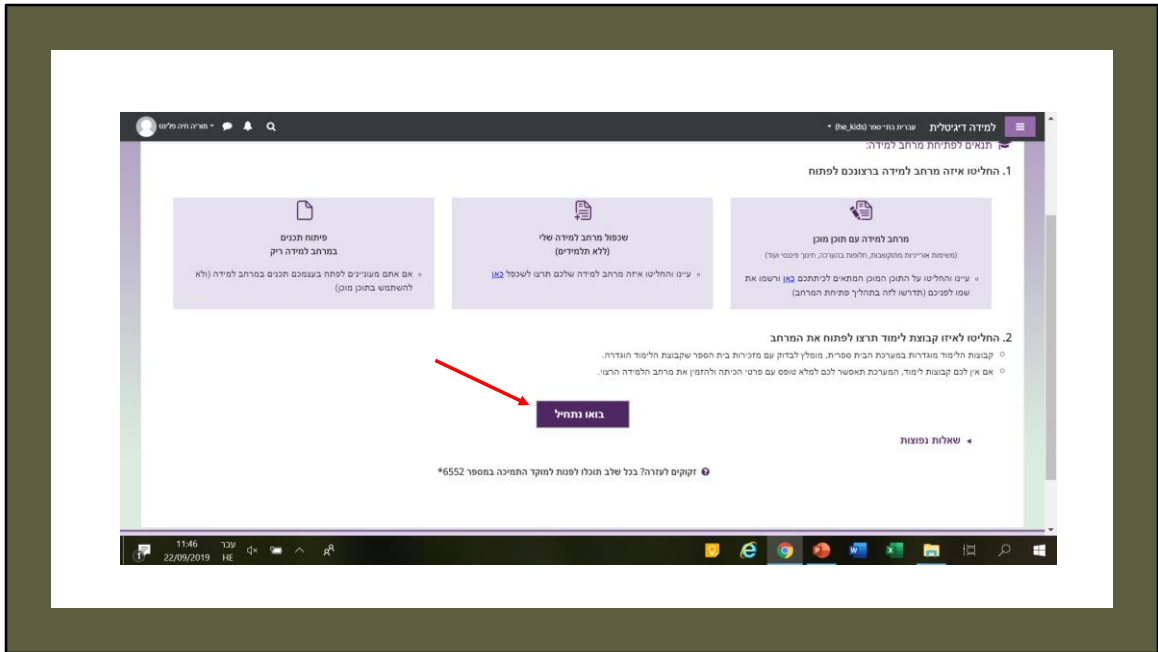 למידה דיגיטלית עברית בתי ספר ‎(he_kids)‎
מוריה חיה פלינט
תנאים לפתיחת מרחב למידה:
1. החליטו איזה מרחב למידה ברצונכם לפתוח
מרחב למידה עם תוכן מוכן
(משימות אורייניות מתוקשבות, חלופות בהערכה, חינוך פיננסי ועוד)
עיינו והחליטו על התוכן המוכן המתאים לכיתתכם כאן ורשמו את
שמו לפניכם (תדרשו לזה בתהליך פתיחת המרחב)
שכפול מרחב למידה שלי
(ללא תלמידים)
עיינו והחליטו איזה מרחב למידה שלכם תרצו לשכפל כאן
פיתוח תכנים
במרחב למידה ריק
אם אתם מעוניינים לפתח בעצמכם תכנים במרחב למידה (ולא
להשתמש בתוכן מוכן)
2. החליטו לאיזו קבוצת לימוד תרצו לפתוח את המרחב
קבוצות הלימוד מוגדרות במערכת הבית ספרית, מומלץ לבדוק עם מזכירות בית הספר שקבוצת הלימוד הוגדרה.
אם אין לכם קבוצות לימוד, המערכת תאפשר לכם למלא טופס עם פרטי הכיתה ולהזמין את מרחב הלמידה הרצוי.
בואו נתחיל
שאלות נפוצות
זקוקים לעזרה? בכל שלב תוכלו לפנות למוקד התמיכה במספר 6552*
עבר 11:46
HE 22/09/2019